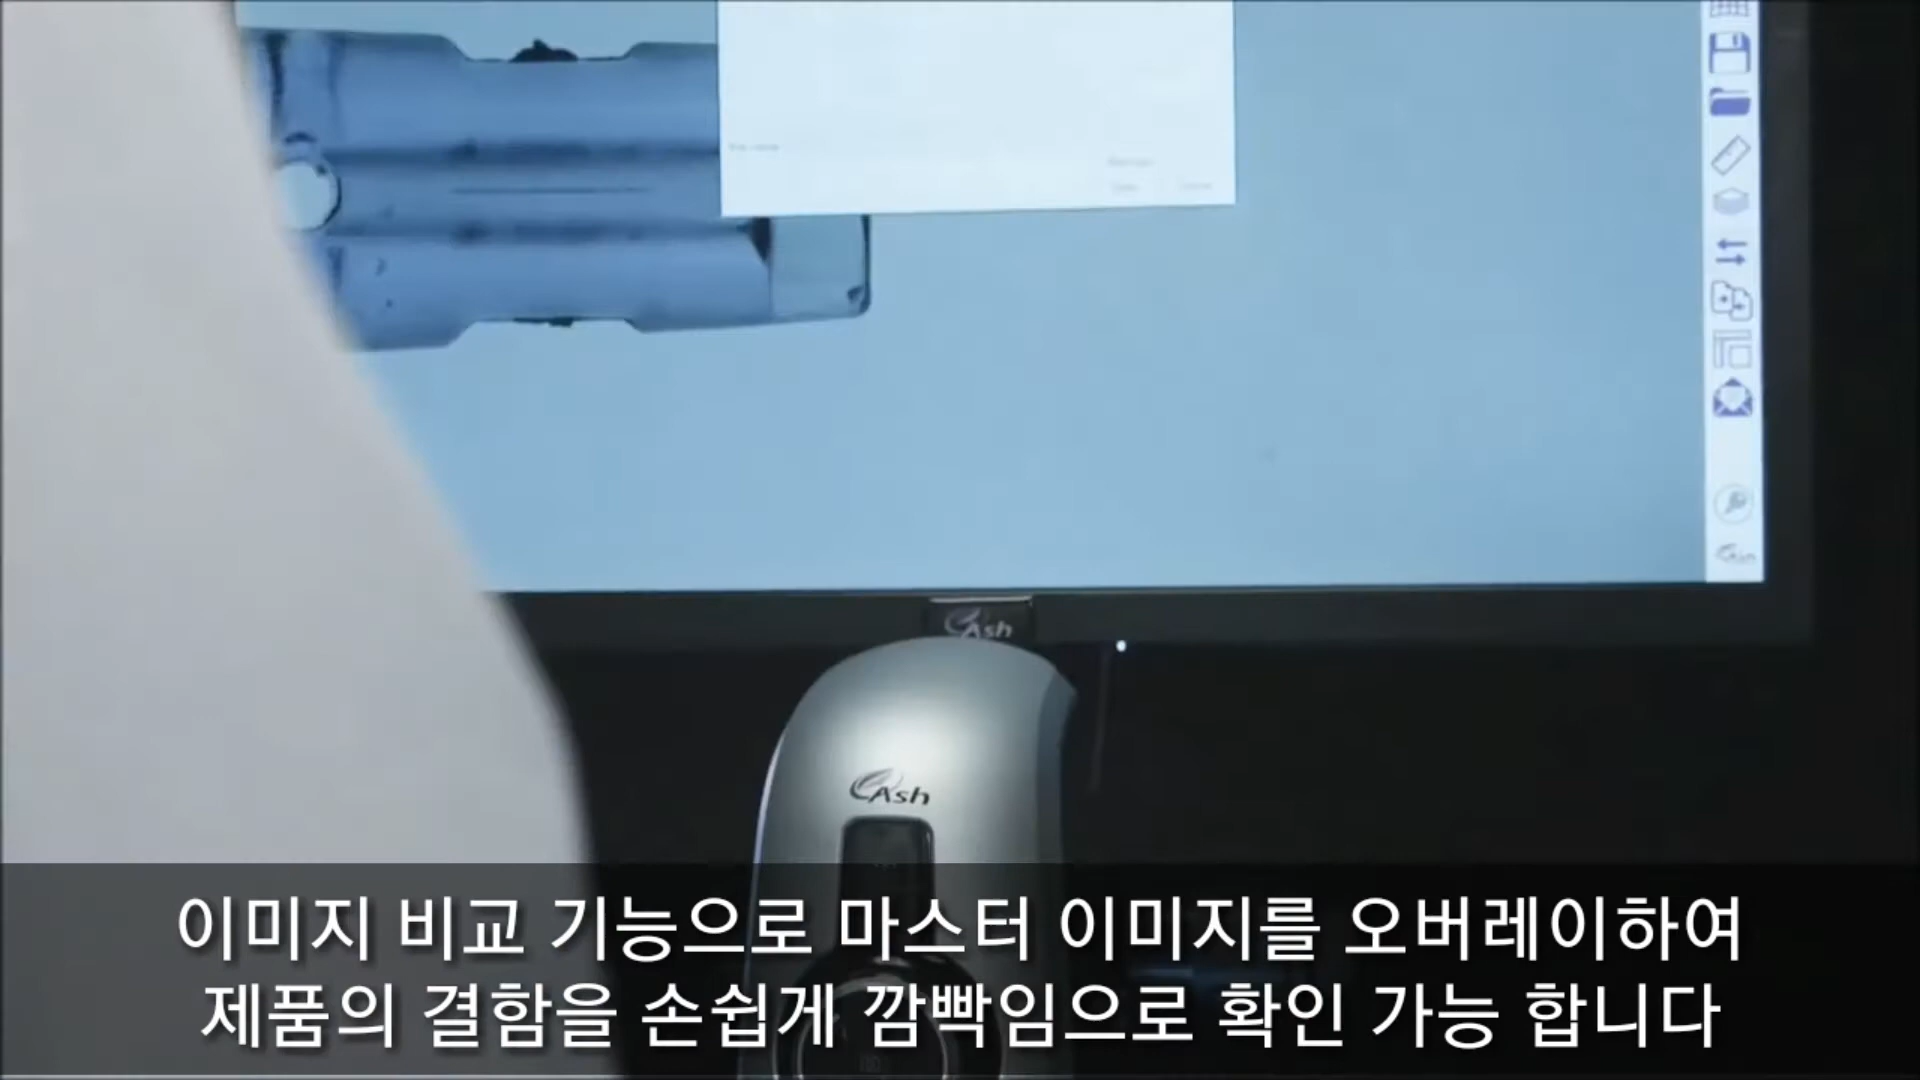 Ash
Ash
이미지 비교 기능으로 마스터 이미지를 오버레이하여
제품의 결함을 손쉽게 깜빡임으로 확인 가능 합니다